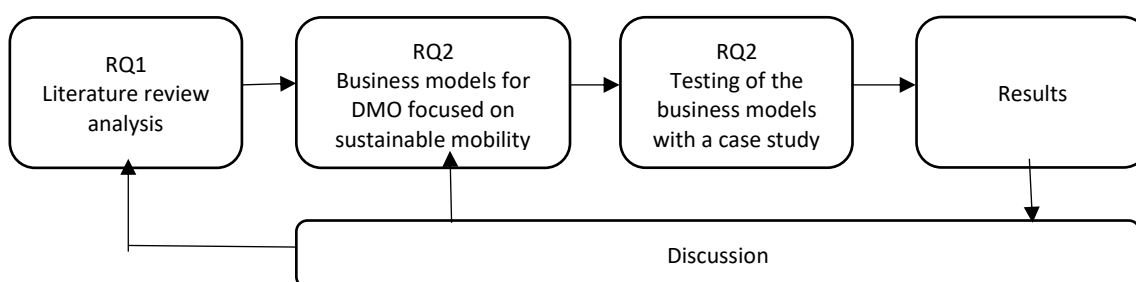 RQ1
Literature review
analysis
RQ2
Business models for
DMO focused on
sustainable mobility
RQ2
Testing of the
business models
with a case study
Results
Discussion